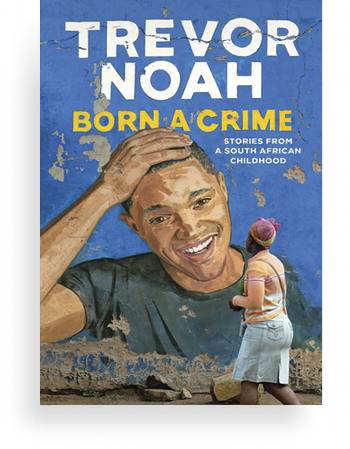 TREVOR
NOAH
BORN A CRIME
STORIES FROM
A SOUTH AFRICAN
CHILDHOOD